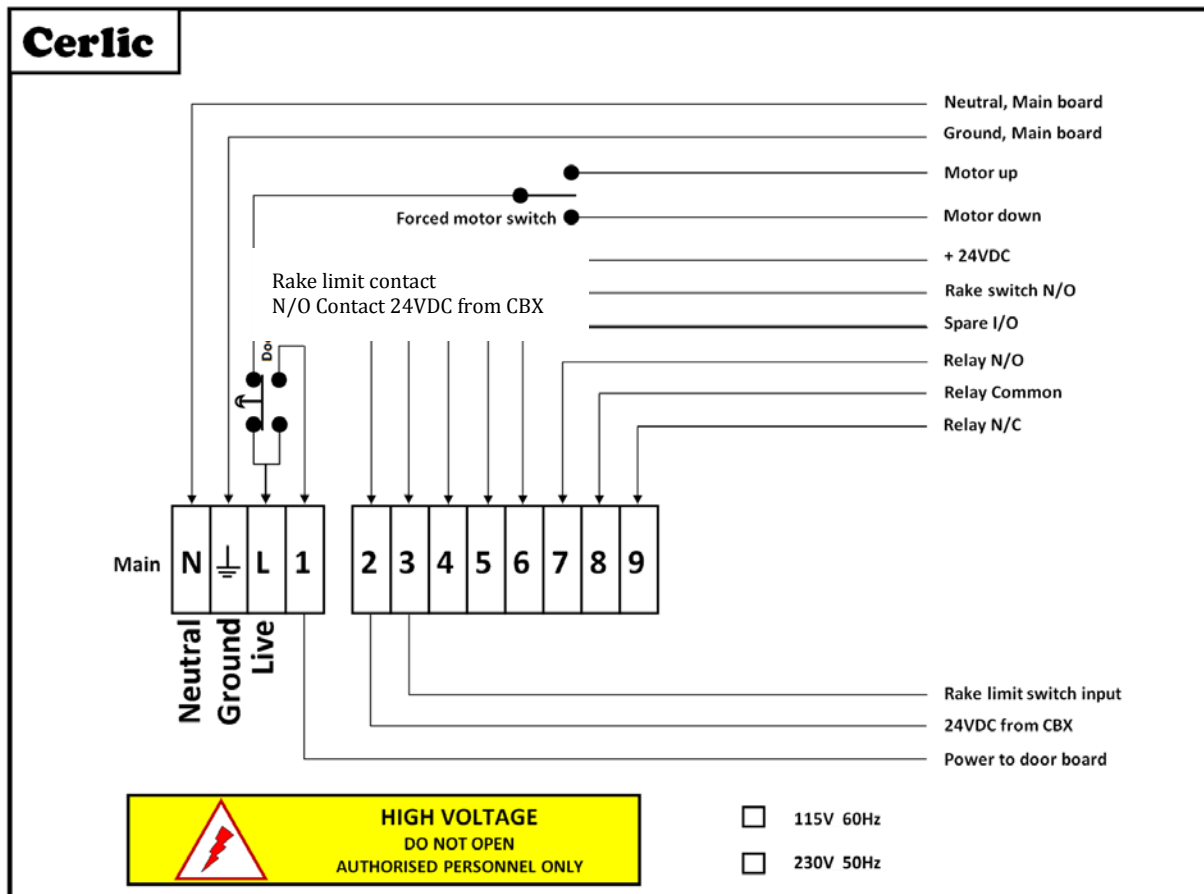 Cerlic
Neutral, Main board
Ground, Main board
Motor up
Forced motor switch
Motor down
+ 24VDC
Rake limit contact
N/O Contact 24VDC from CBX
Rake switch N/O
Spare I/O
Relay N/O
Relay Common
Relay N/C
Main N L 1 2 3 4 5 6 7 8 9
Neutral
Ground
Live
Rake limit switch input
24VDC from CBX
Power to door board
HIGH VOLTAGE
DO NOT OPEN
AUTHORISED PERSONNEL ONLY
115V 60Hz
230V 50Hz